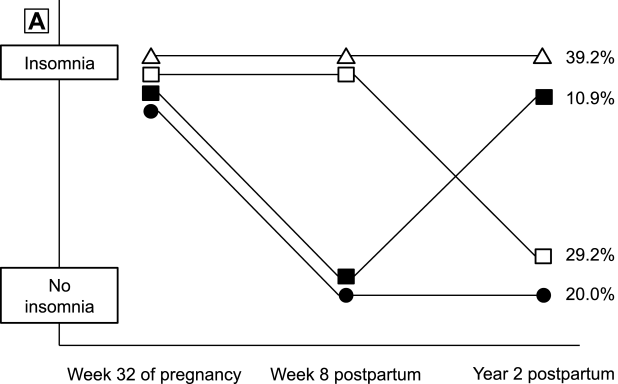 A
Insomnia
39.2%
10.9%
29.2%
No
insomnia
20.0%
Week 32 of pregnancy Week 8 postpartum Year 2 postpartum